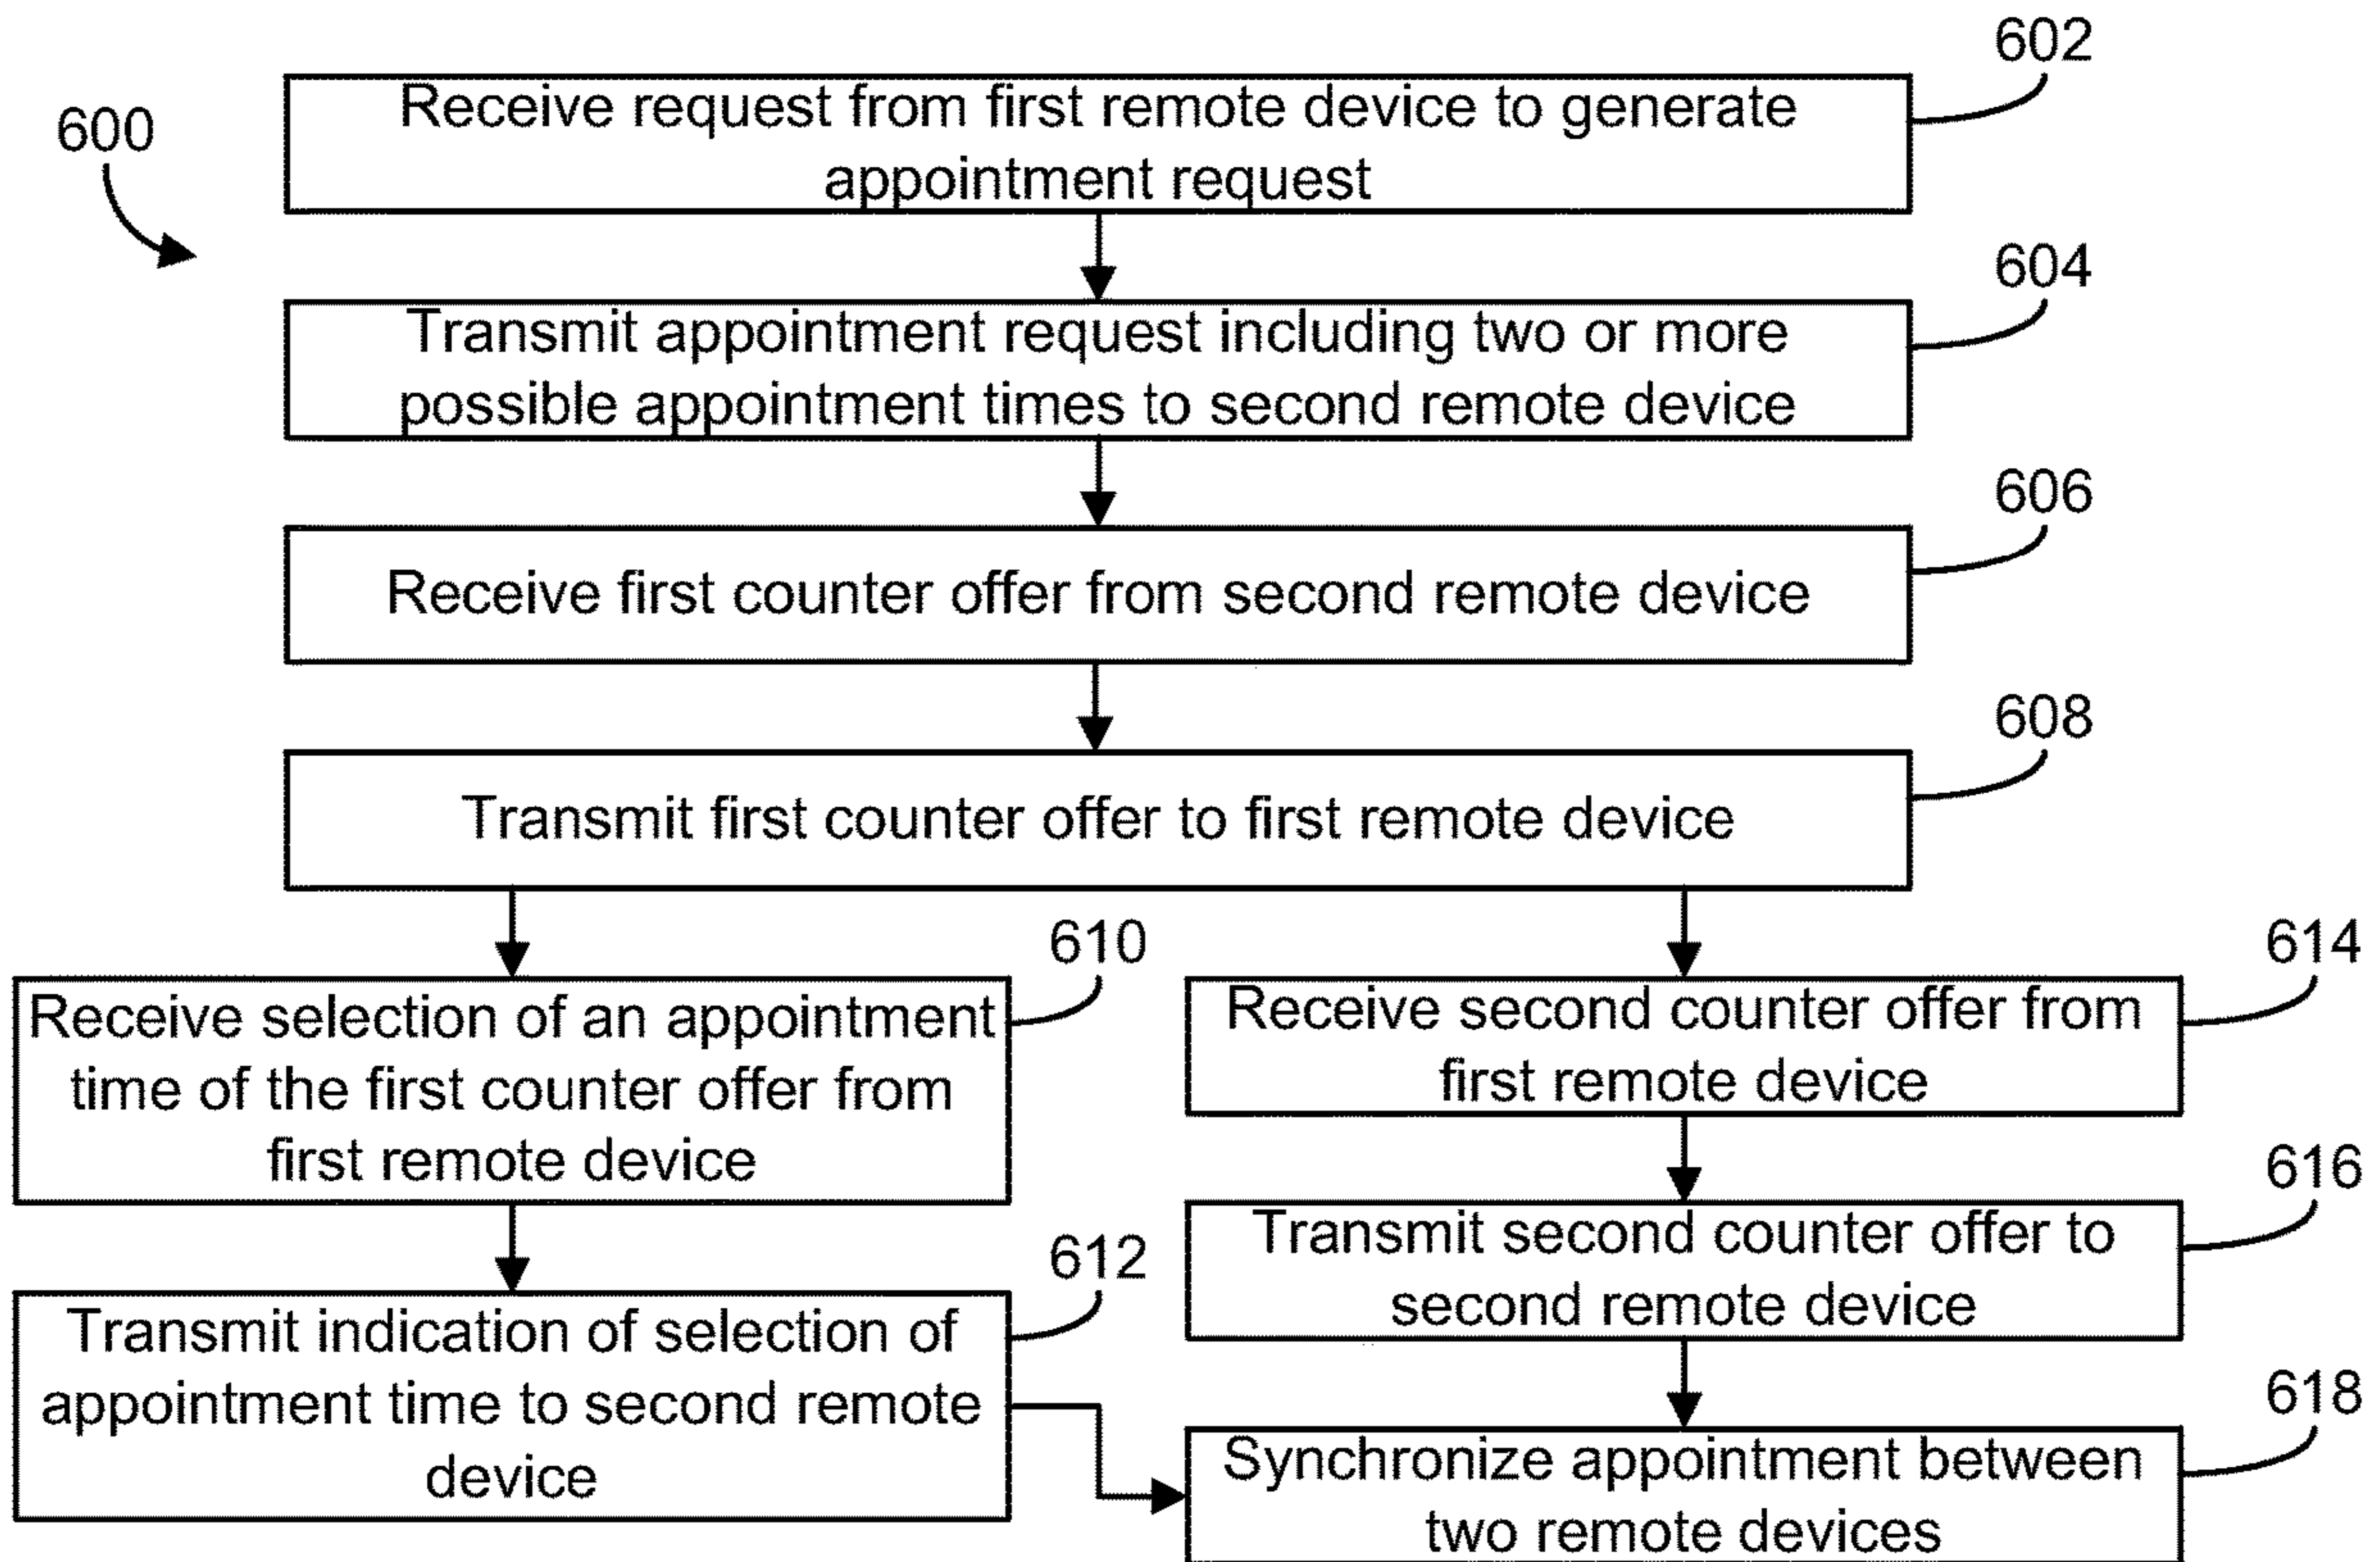 602
600
Receive request from first remote device to generate
appointment request
604
Transmit appointment request including two or more
possible appointment times to second remote device
606
Receive first counter offer from second remote device
608
Transmit first counter offer to first remote device
610
Receive selection of an appointment
time of the first counter offer from
first remote device
612
Transmit indication of selection of
appointment time to second remote
device
614
Receive second counter offer from
first remote device
616
Transmit second counter offer to
second remote device
618
Synchronize appointment between
two remote devices